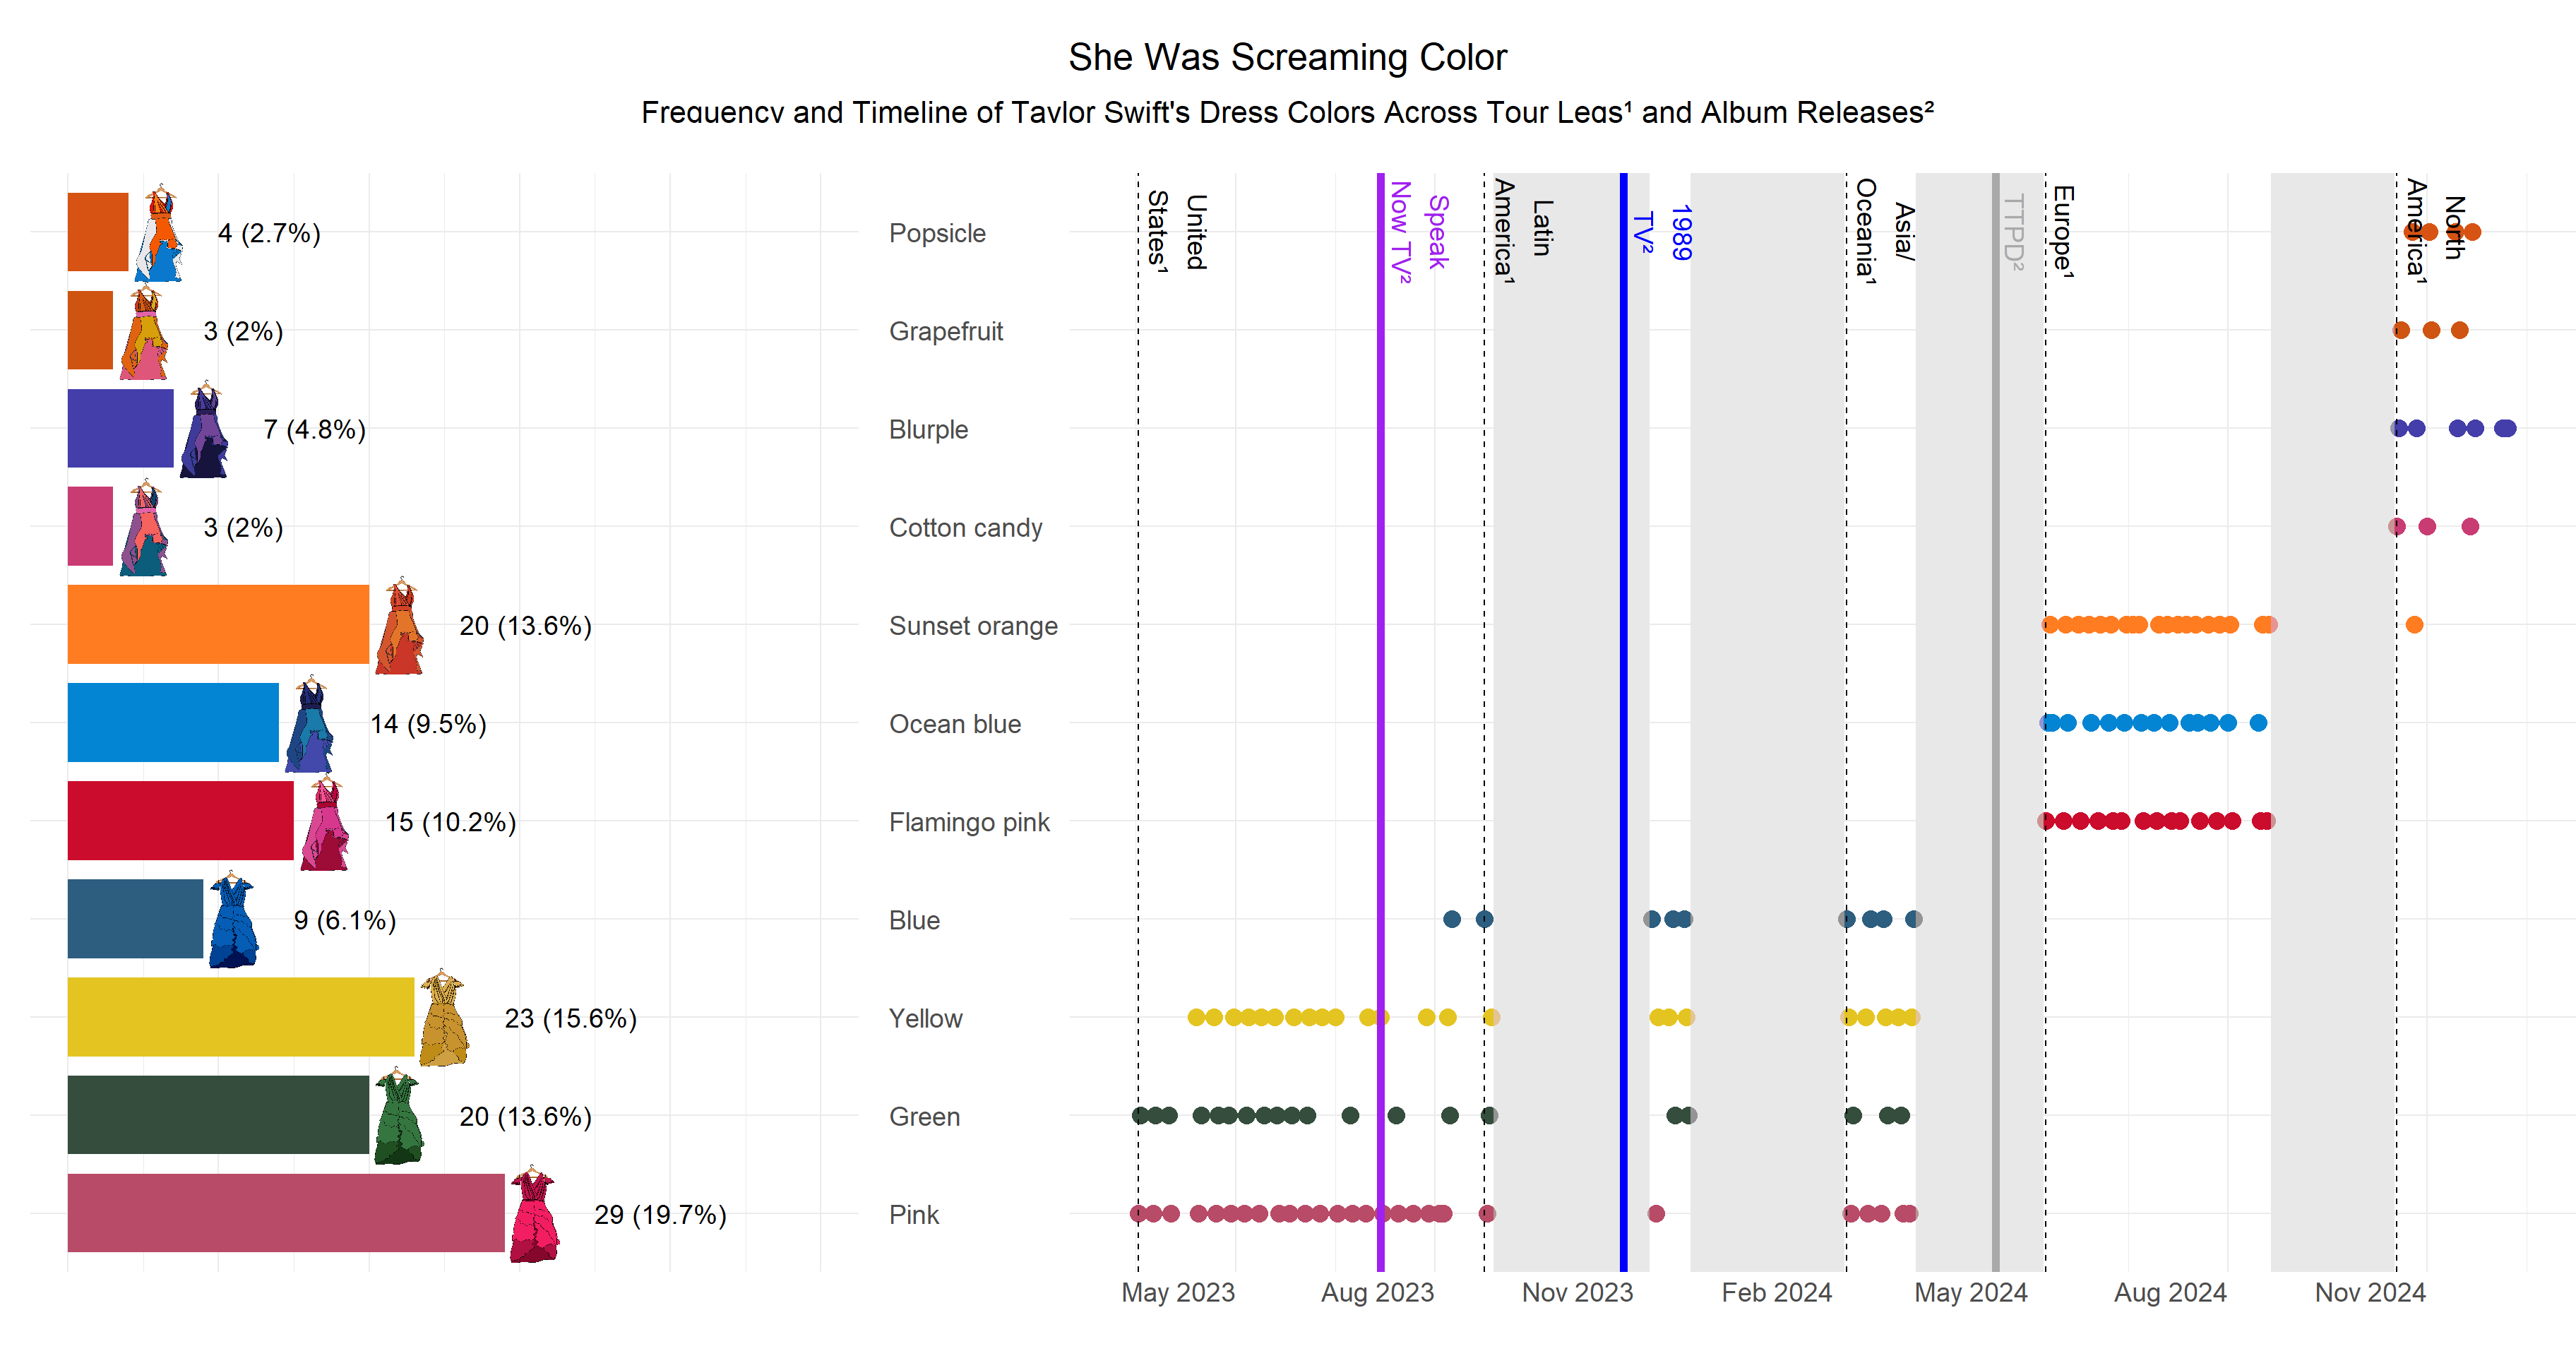 She Was Screaming Color
Frequency and Timeline of Taylor Swift's Dress Colors Across Tour Legs¹ and Album Releases²
United
States¹
Speak
Now TV²
Latin
America¹
1989
TV²
Asia/
Oceania¹
TTPD²
Europe¹
North
America¹
4 (2.7%) Popsicle
3 (2%) Grapefruit
7 (4.8%) Blurple
3 (2%) Cotton candy
20 (13.6%) Sunset orange
14 (9.5%) Ocean blue
15 (10.2%) Flamingo pink
9 (6.1%) Blue
23 (15.6%) Yellow
20 (13.6%) Green
29 (19.7%) Pink
May 2023 Aug 2023 Nov 2023 Feb 2024 May 2024 Aug 2024 Nov 2024